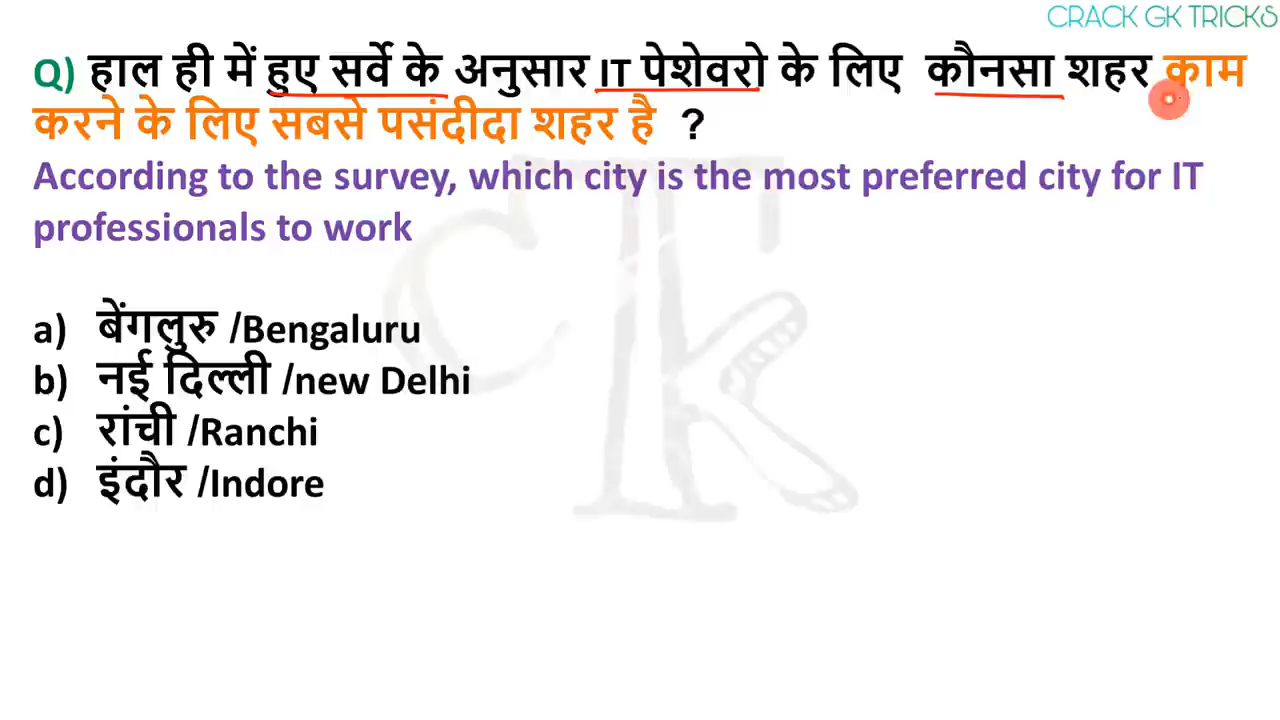 CRACK GK TRICKS
Q) हाल ही में हुए सर्वे के अनुसार IT पेशेवरो के लिए कौनसा शहर काम
करने के लिए सबसे पसंदीदा शहर है ?
According to the survey, which city is the most preferred city for IT
professionals to work
a) बेंगलुरु /Bengaluru
b) नई दिल्ली /new Delhi
c) रांची /Ranchi
d) इंदौर /Indore